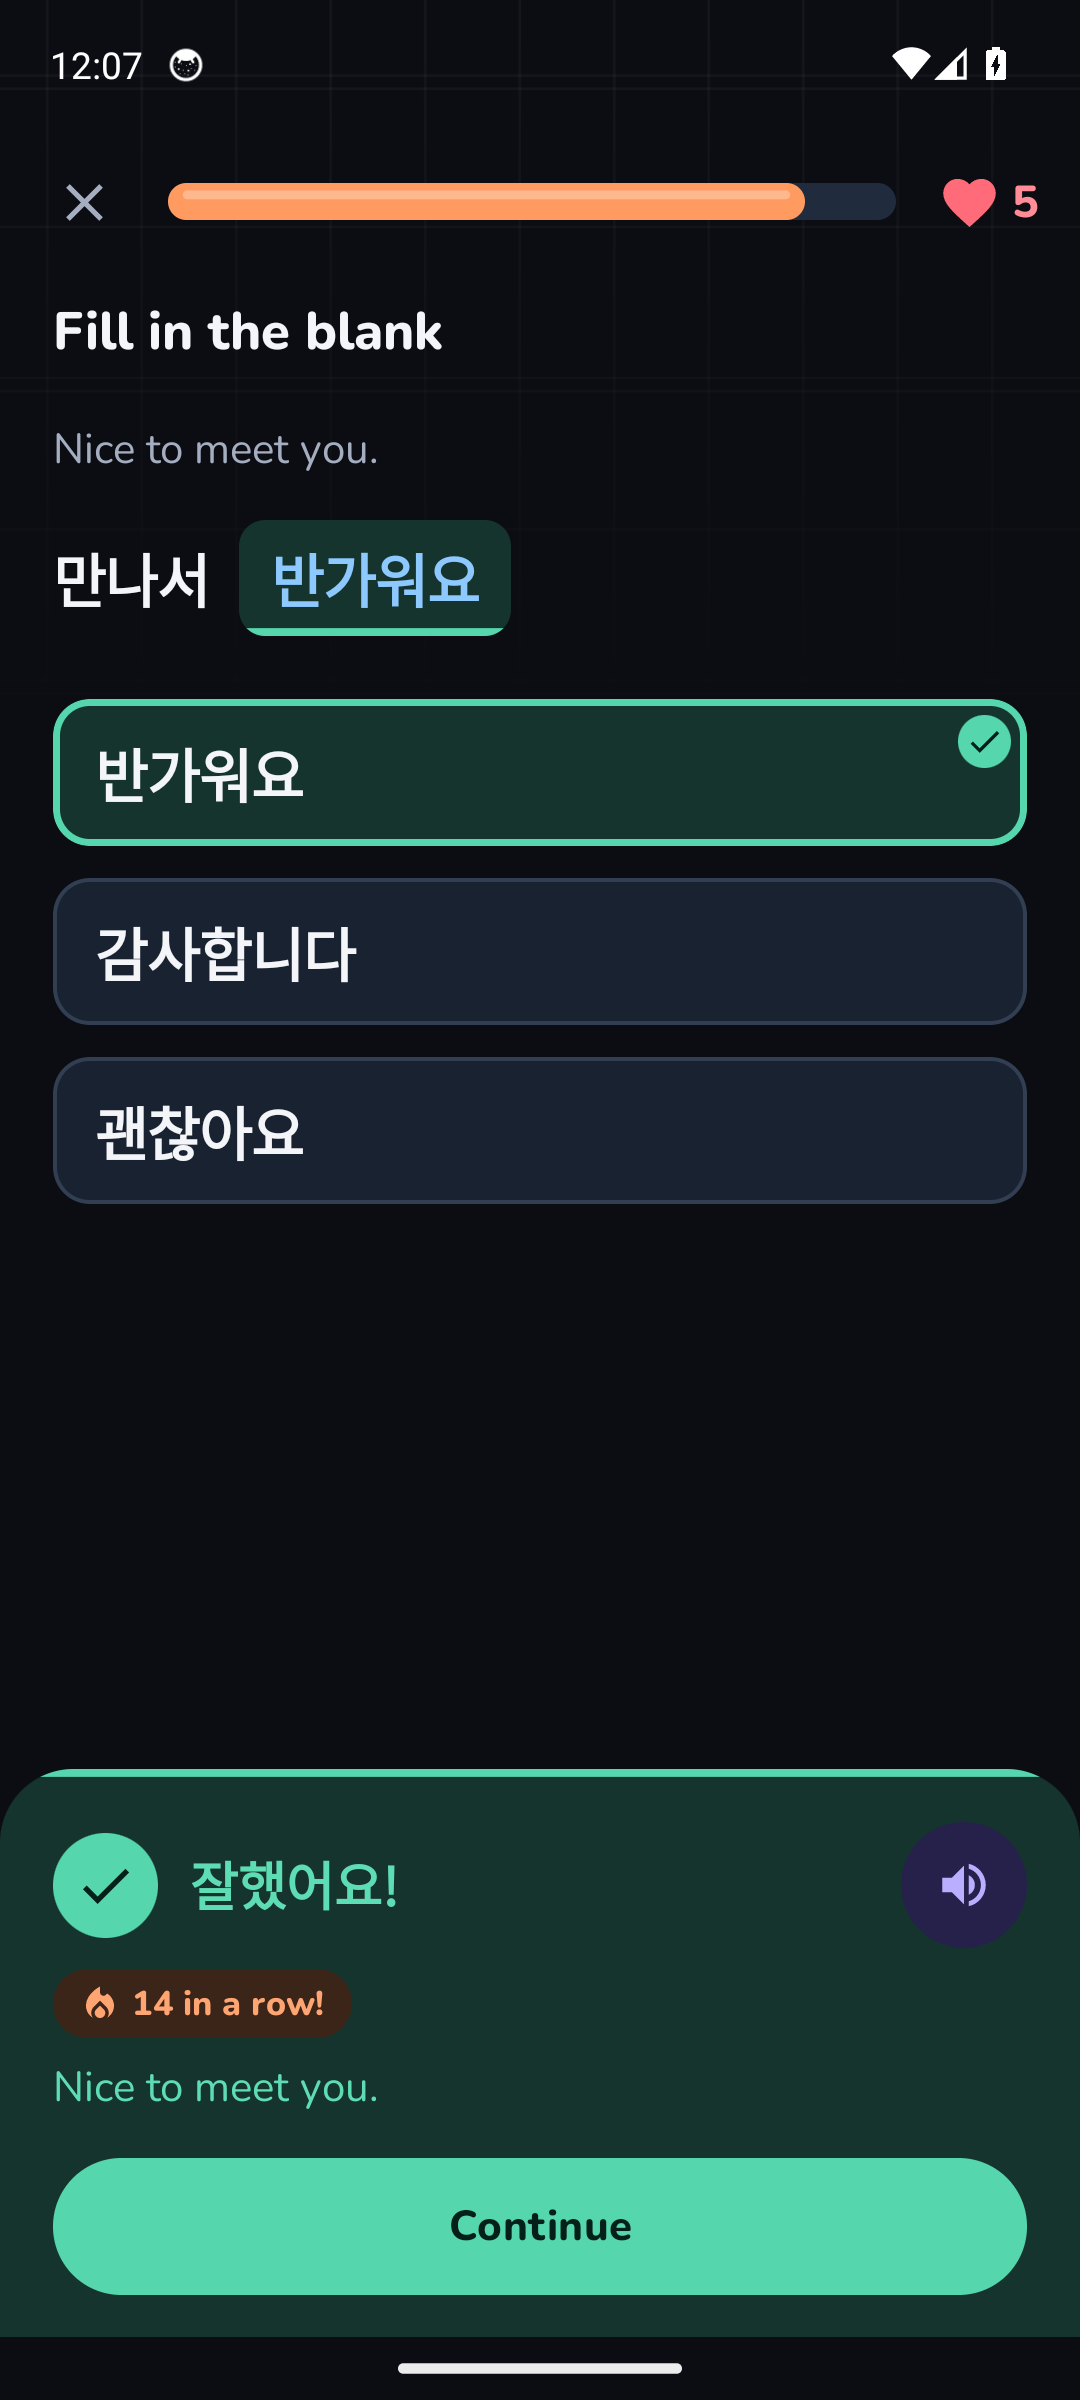 12:07
5
Fill in the blank
Nice to meet you.
만나서 반가워요
반가워요
감사합니다
괜찮아요
잘했어요!
14 in a row!
Nice to meet you.
Continue